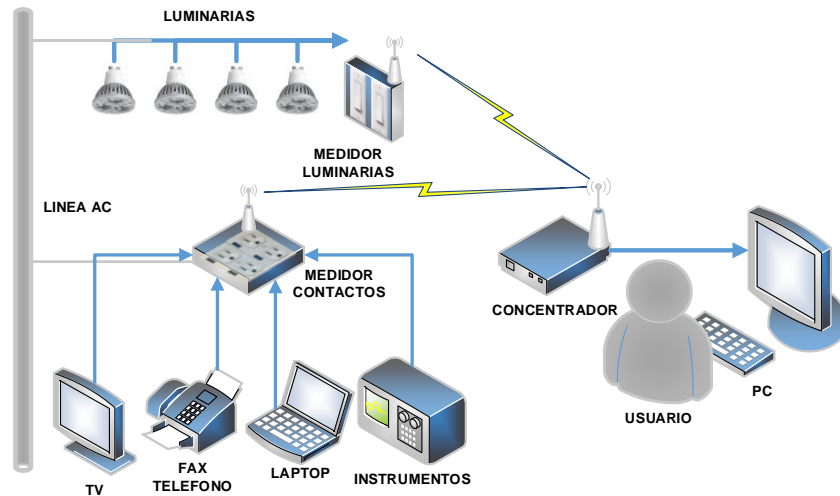 LUMINARIAS
MEDIDOR
LUMINARIAS
LINEA AC
MEDIDOR
CONTACTOS
CONCENTRADOR
PC
USUARIO
TV
FAX
TELEFONO
LAPTOP
INSTRUMENTOS